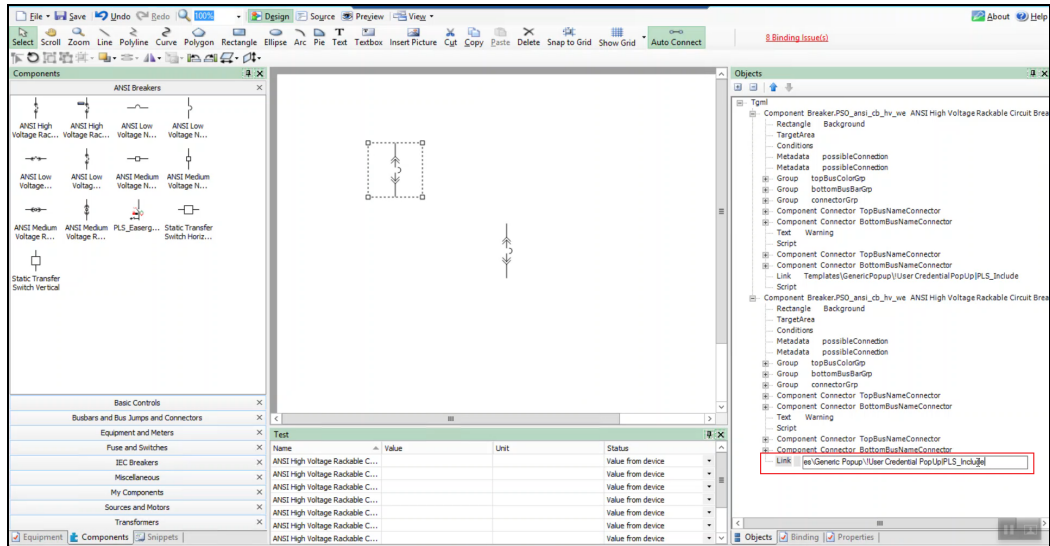 File Save Undo Redo 100% Design Source Preview View About Help
Select Scroll Zoom Line Polyline Curve Polygon Rectangle Ellipse Arc Pie Text Textbox Insert Picture Cut Copy Paste Delete Snap to Grid Show Grid Auto Connect 8 Binding Issue(s)
Components
ANSI Breakers
ANSI High ANSI High ANSI Low ANSI Low
Voltage Rac... Voltage Rac... Voltage N... Voltage N...
ANSI Low ANSI Low ANSI Medium ANSI Medium
Voltage... Voltag... Voltage N... Voltage N...
ANSI Medium ANSI Medium PLS_Easerg... Static Transfer
Voltage R... Voltage R... Switch Horiz...
Static Transfer
Switch Vertical
Basic Controls
Busbars and Bus Jumps and Connectors
Equipment and Meters
Fuse and Switches
IEC Breakers
Miscellaneous
My Components
Sources and Motors
Transformers
Equipment Components Snippets
Test
Name Value Unit Status
ANSI High Voltage Rackable C... Value from device
ANSI High Voltage Rackable C... Value from device
ANSI High Voltage Rackable C... Value from device
ANSI High Voltage Rackable C... Value from device
ANSI High Voltage Rackable C... Value from device
ANSI High Voltage Rackable C... Value from device
ANSI High Voltage Rackable C... Value from device
Objects
Tgml
Component Breaker.PSO_ansi_cb_hv_we ANSI High Voltage Rackable Circuit Brea
Rectangle Background
TargetArea
Conditions
Metadata possibleConnection
Metadata possibleConnection
Group topBusColorGrp
Group bottomBusBarGrp
Group connectorGrp
Component Connector TopBusNameConnector
Component Connector BottomBusNameConnector
Text Warning
Script
Component Connector TopBusNameConnector
Component Connector BottomBusNameConnector
Link Templates\GenericPopup\!User CredentialPopUp|PLS_Include
Script
Component Breaker.PSO_ansi_cb_hv_we ANSI High Voltage Rackable Circuit Brea
Rectangle Background
TargetArea
Conditions
Metadata possibleConnection
Metadata possibleConnection
Group topBusColorGrp
Group bottomBusBarGrp
Group connectorGrp
Component Connector TopBusNameConnector
Component Connector BottomBusNameConnector
Text Warning
Script
Component Connector TopBusNameConnector
Component Connector BottomBusNameConnector
Link es\Generic Popup\!User Credential PopUp|PLS_Include
Objects Binding Properties